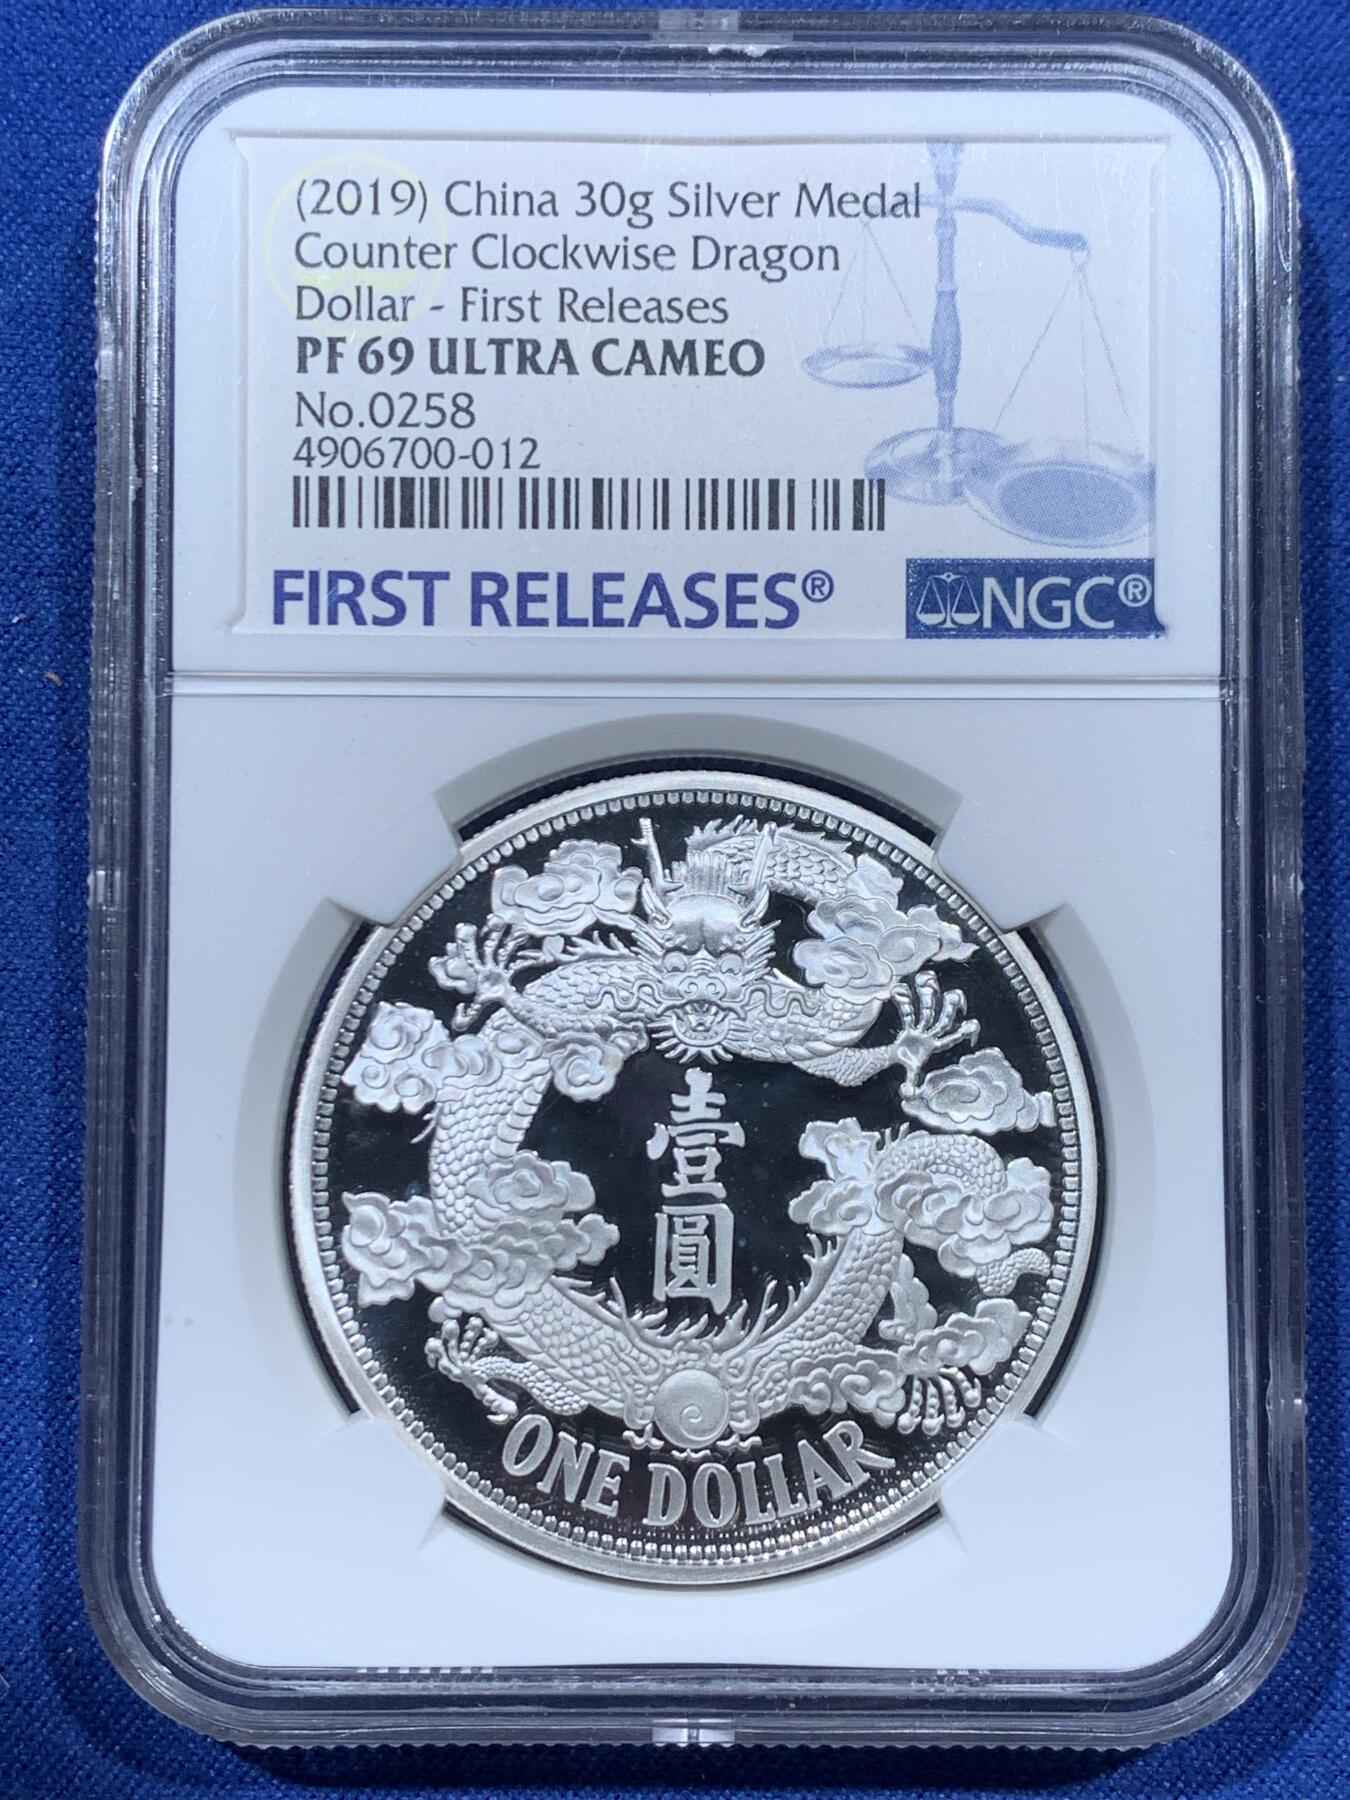 (2019) China 30g Silver Medal
Counter Clockwise Dragon
Dollar - First Releases
PF 69 ULTRA CAMEO
No.0258
4906700-012
FIRST RELEASES®
NGC®
壹
圓
ONE DOLLAR